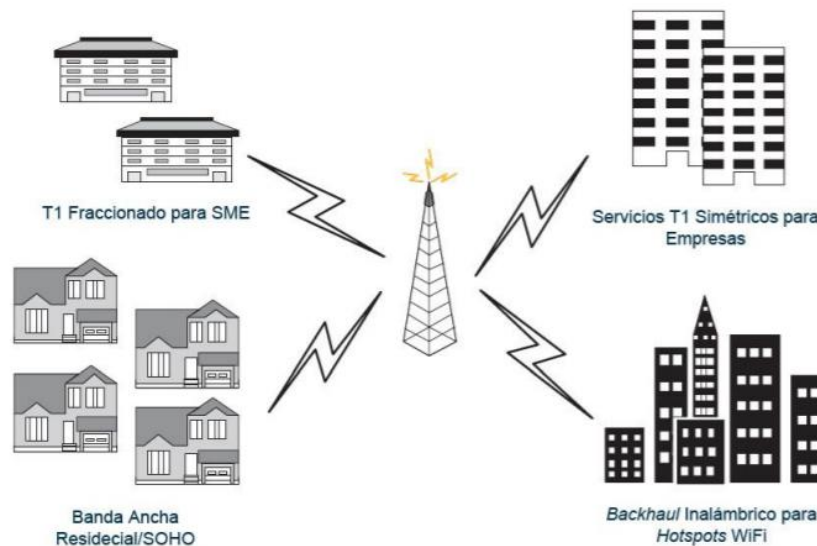 T1 Fraccionado para SME
Servicios T1 Simétricos para
Empresas
Banda Ancha
Residecial/SOHO
Backhaul Inalámbrico para
Hotspots WiFi